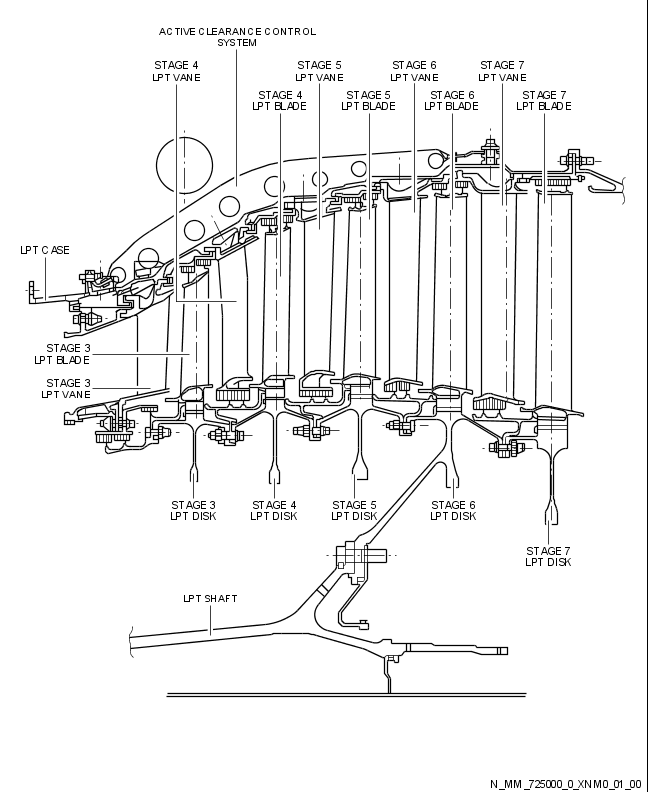 ACTIVE CLEARANCE CONTROL
SYSTEM
STAGE 4
LPT VANE
STAGE 5
LPT VANE
STAGE 6
LPT VANE
STAGE 7
LPT VANE
STAGE 4
LPT BLADE
STAGE 5
LPT BLADE
STAGE 6
LPT BLADE
STAGE 7
LPT BLADE
LPT CASE
STAGE 3
LPT BLADE
STAGE 3
LPT VANE
STAGE 3
LPT DISK
STAGE 4
LPT DISK
STAGE 5
LPT DISK
STAGE 6
LPT DISK
STAGE 7
LPT DISK
LPT SHAFT
N_MM_725000_0_XNM0_01_00